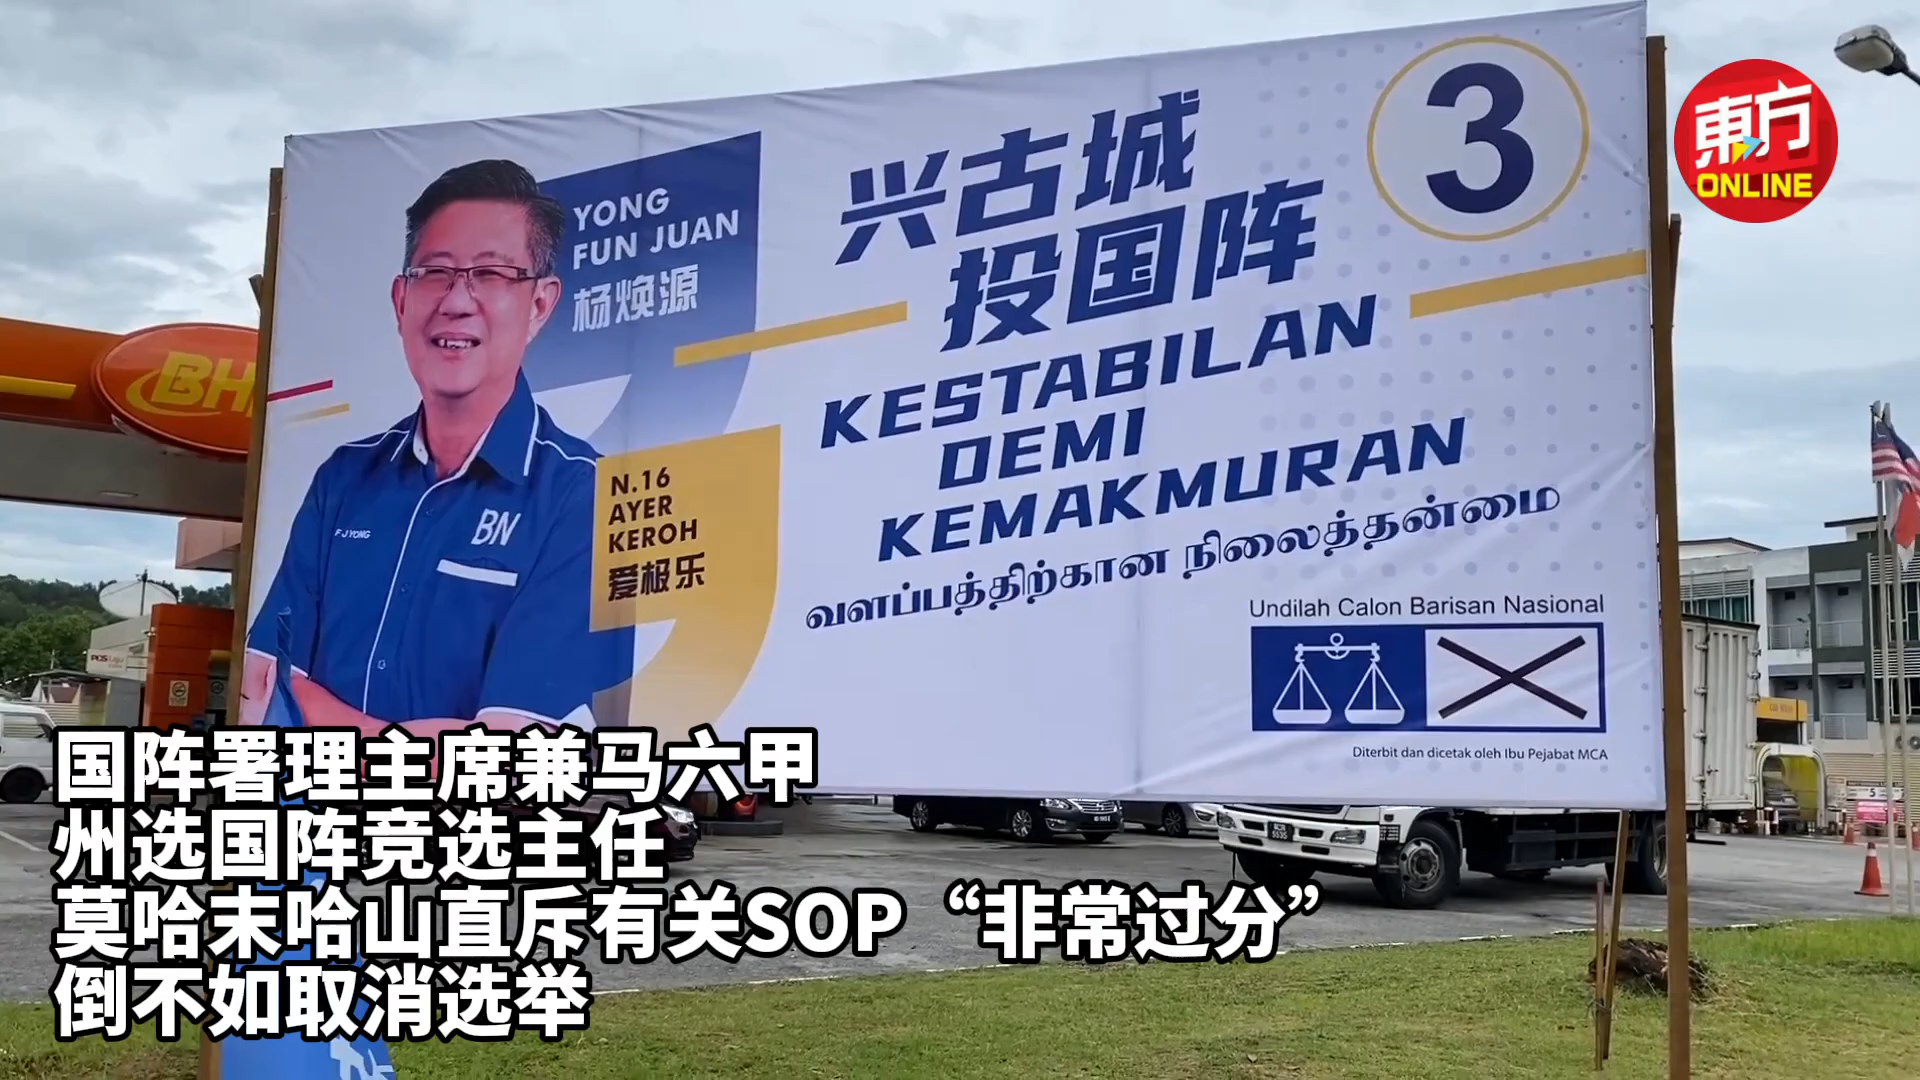 東方
ONLINE
3
兴古城
投国阵
YONG
FUN JUAN
杨焕源
KESTABILAN
DEMI
KEMAKMURAN
வளப்பத்திற்கான நிலைத்தன்மை
BH
F J YONG
BN
N.16
AYER
KEROH
爱极乐
Undilah Calon Barisan Nasional
Diterbit dan dicetak oleh Ibu Pejabat MCA
POS Laju
国阵署理主席兼马六甲
州选国阵竞选主任
莫哈末哈山直斥有关SOP“非常过分”
倒不如取消选举